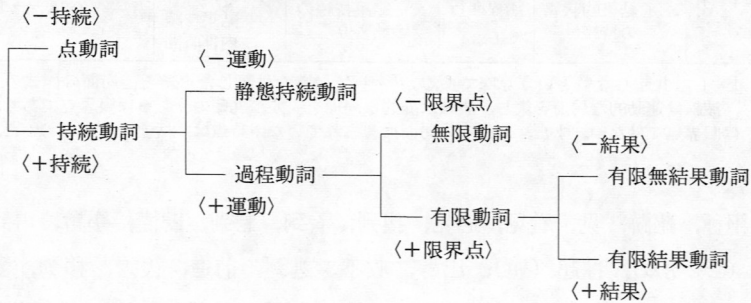 〈−持続〉
点動詞
〈−運動〉
静態持続動詞
〈−限界点〉
持続動詞
無限動詞
〈＋持続〉
〈−結果〉
過程動詞
有限無結果動詞
〈＋運動〉
有限動詞
〈＋限界点〉
有限結果動詞
〈＋結果〉